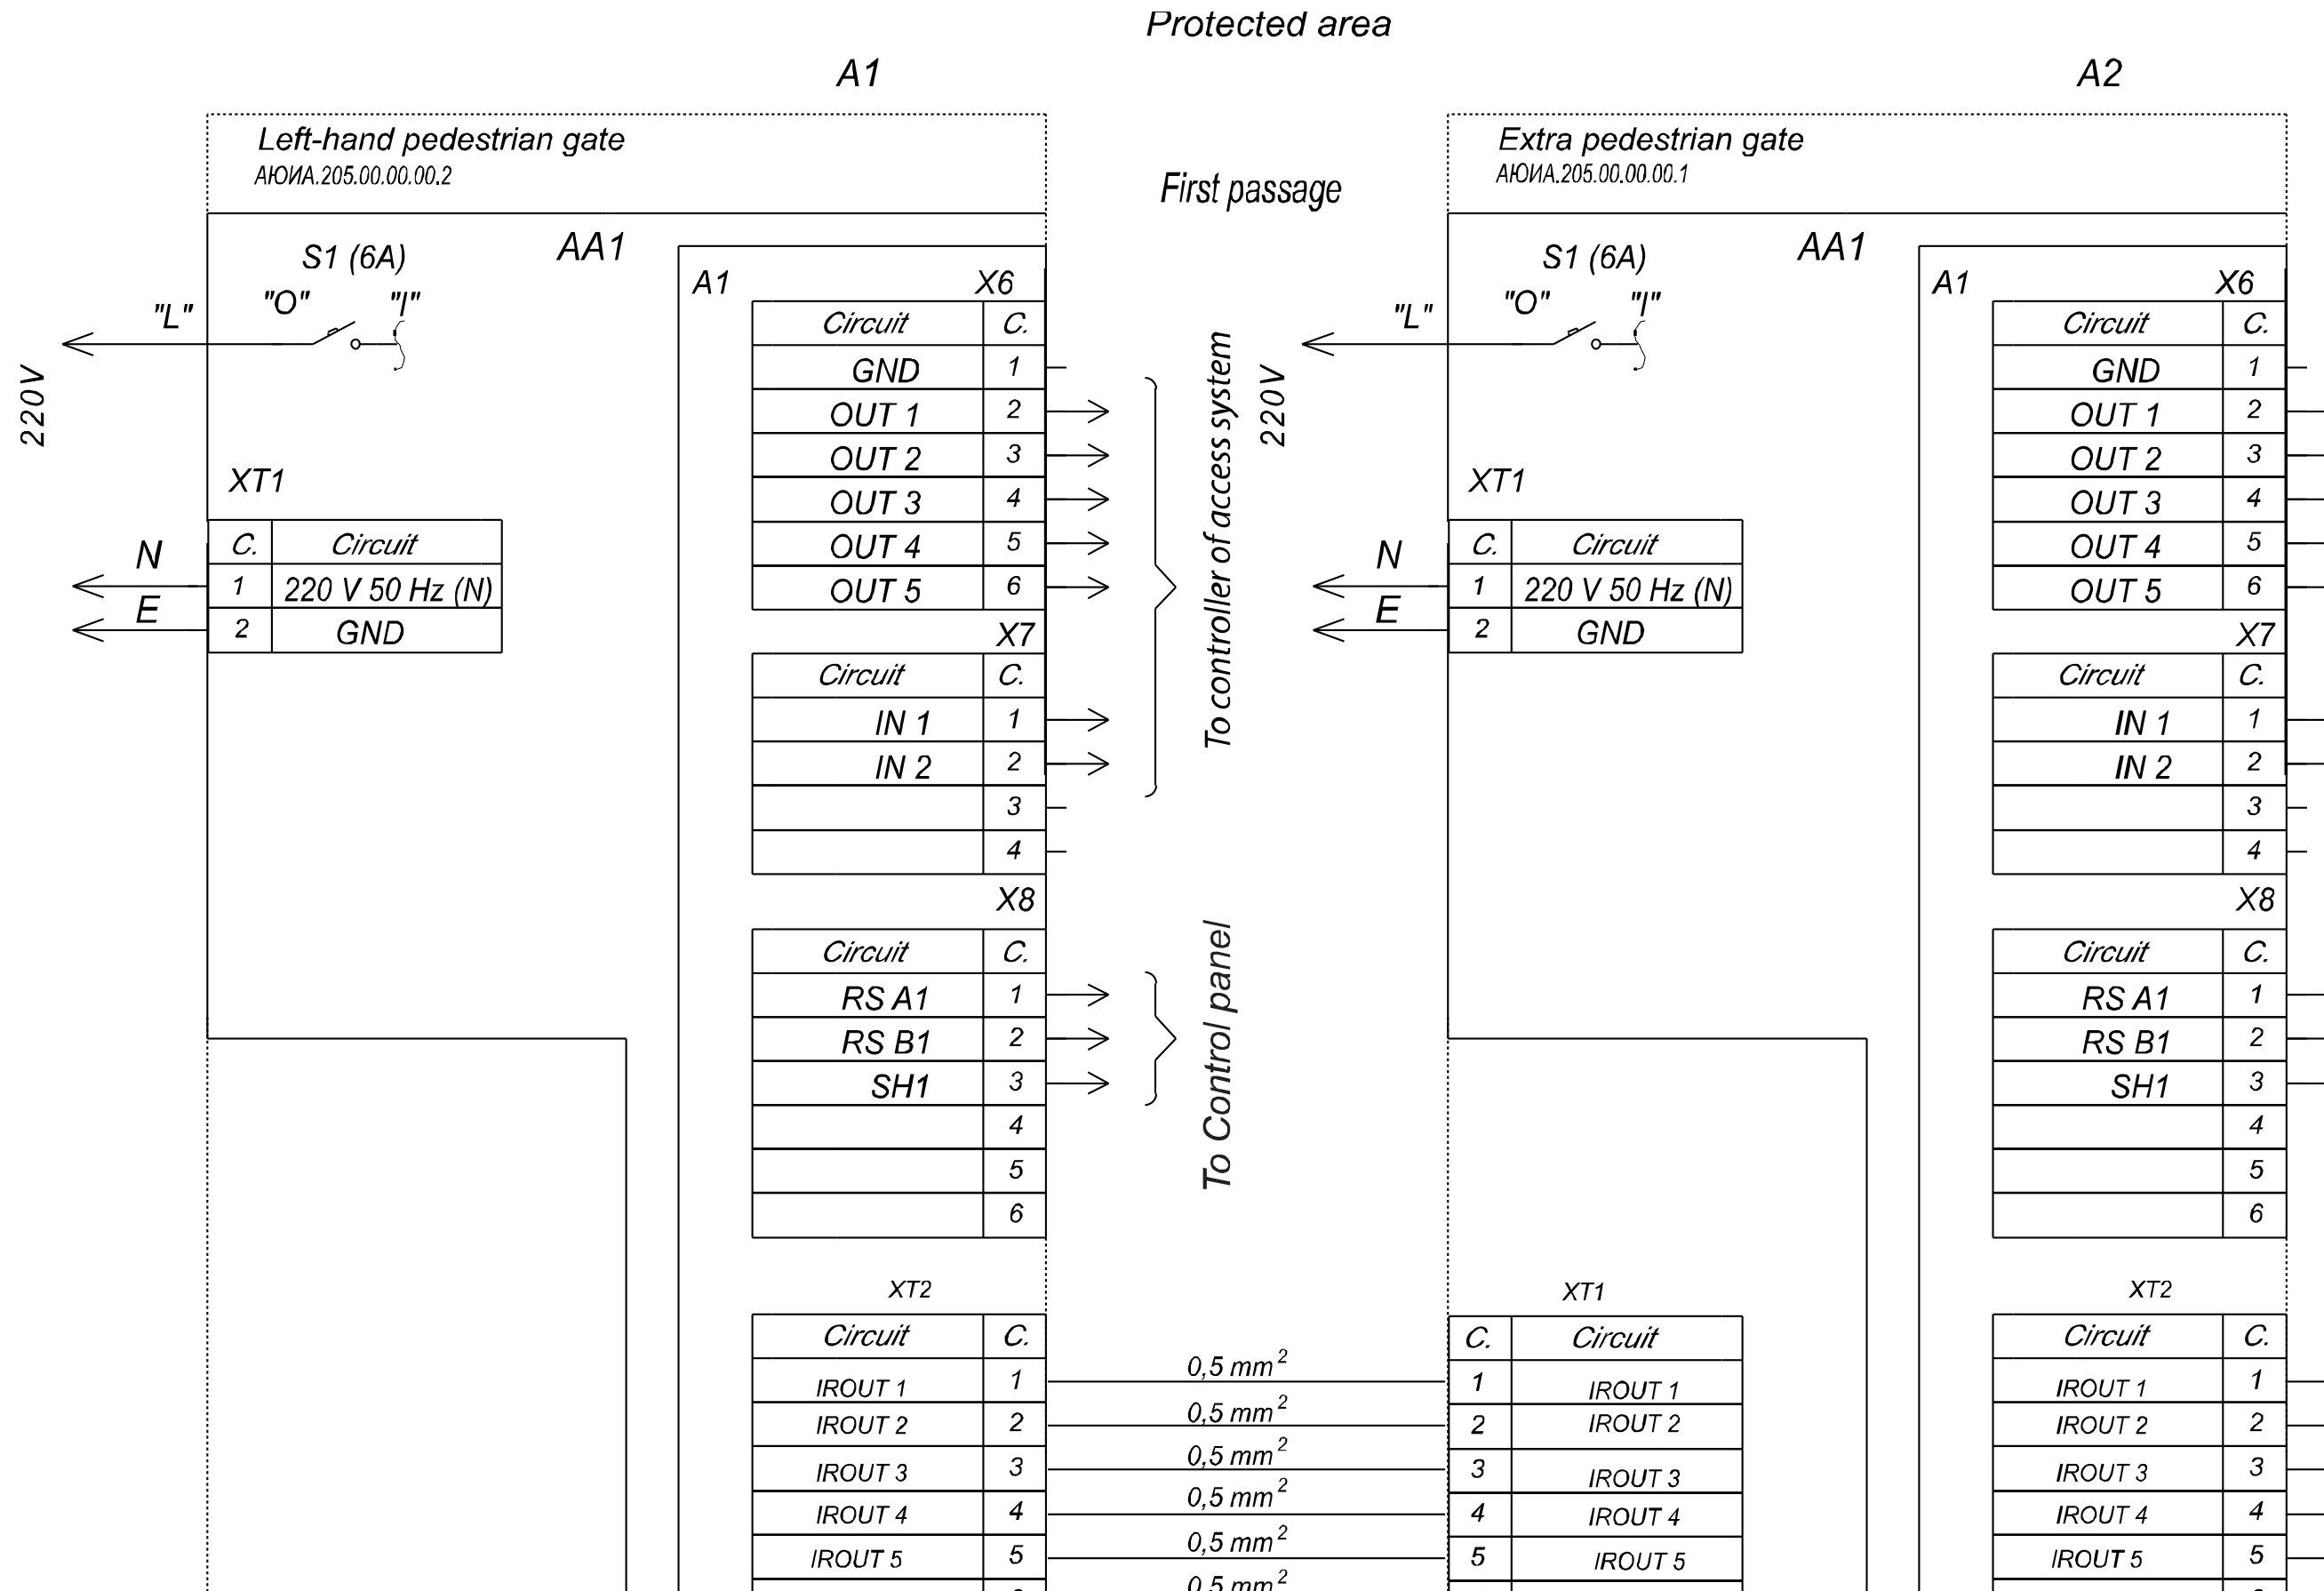 Protected area
A1
A2
Left-hand pedestrian gate
АЮИА.205.00.00.00.2
First passage
Extra pedestrian gate
АЮИА.205.00.00.00.1
S1 (6A)
AA1
"O"
"I"
"L"
220V
XT1
C. Circuit
N
1 220 V 50 Hz (N)
E
2 GND
A1
X6
Circuit C.
GND 1
OUT 1 2
OUT 2 3
OUT 3 4
OUT 4 5
OUT 5 6
X7
Circuit C.
IN 1 1
IN 2 2
3
4
X8
Circuit C.
RS A1 1
RS B1 2
SH1 3
4
5
6
XT2
Circuit C.
IROUT 1 1
IROUT 2 2
IROUT 3 3
IROUT 4 4
IROUT 5 5
To controller of access system
To Control panel
0,5 mm²
0,5 mm²
0,5 mm²
0,5 mm²
0,5 mm²
0,5 mm²
S1 (6A)
AA1
"O"
"I"
"L"
220V
XT1
C. Circuit
N
1 220 V 50 Hz (N)
E
2 GND
XT1
C. Circuit
1 IROUT 1
2 IROUT 2
3 IROUT 3
4 IROUT 4
5 IROUT 5
A1
X6
Circuit C.
GND 1
OUT 1 2
OUT 2 3
OUT 3 4
OUT 4 5
OUT 5 6
X7
Circuit C.
IN 1 1
IN 2 2
3
4
X8
Circuit C.
RS A1 1
RS B1 2
SH1 3
4
5
6
XT2
Circuit C.
IROUT 1 1
IROUT 2 2
IROUT 3 3
IROUT 4 4
IROUT 5 5